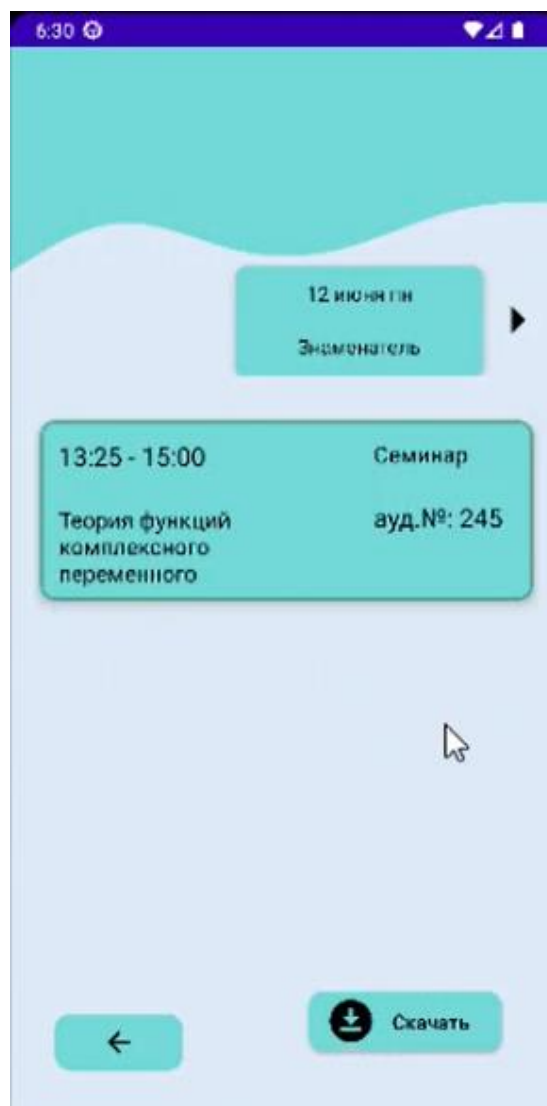 6:30
12 июня пн
Знаменатель
13:25 - 15:00
Семинар
Теория функций
комплексного
переменного
ауд.№: 245
Скачать